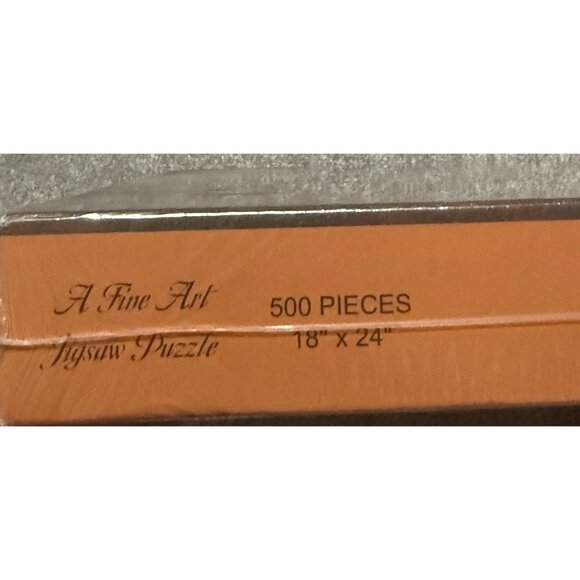 A Fine Art
Jigsaw Puzzle
500 PIECES
18" x 24"